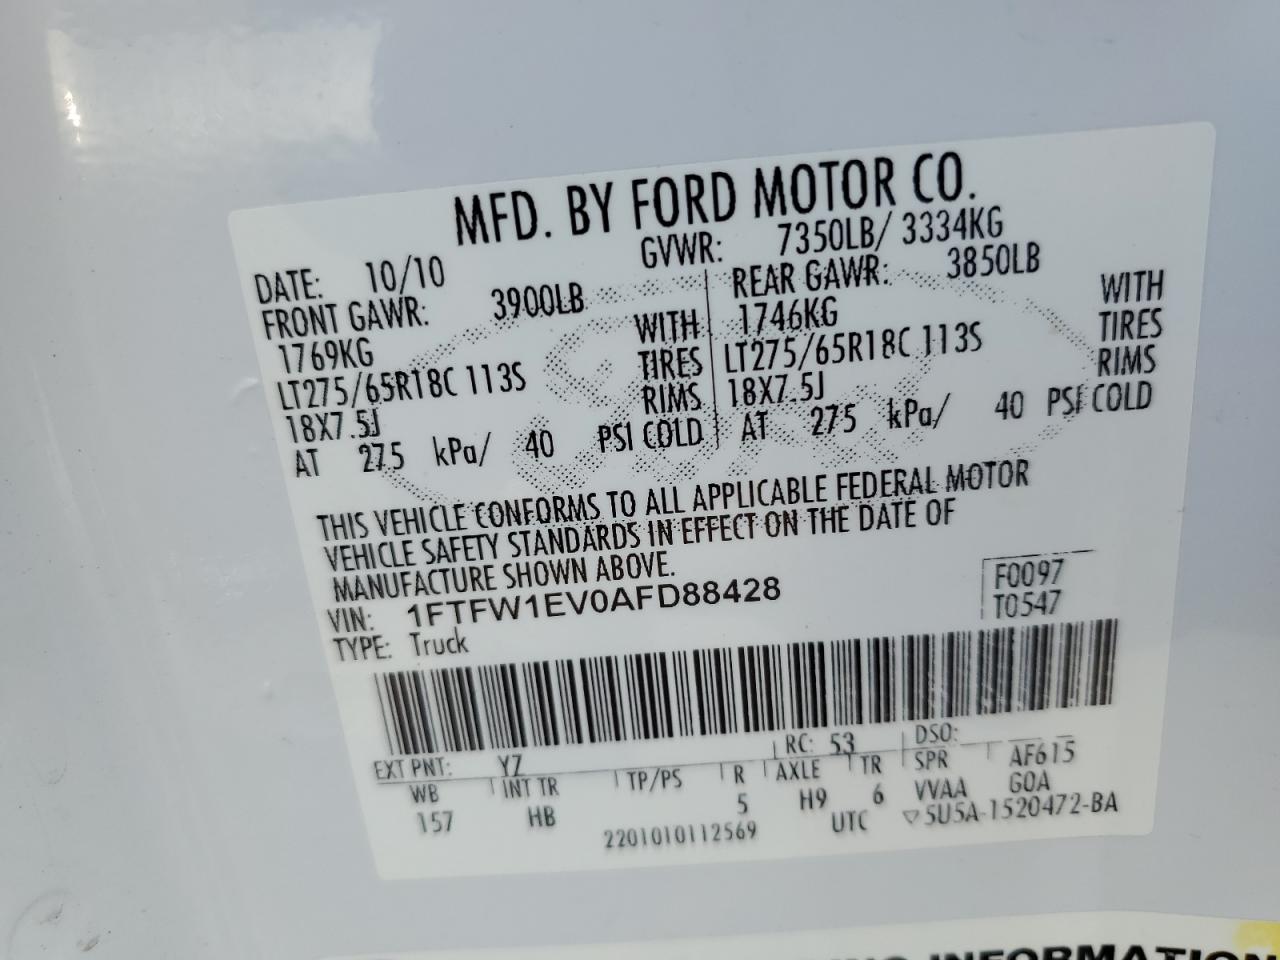 MFD. BY FORD MOTOR CO.
DATE: 10/10 GVWR: 7350LB/ 3334KG
FRONT GAWR: 3900LB REAR GAWR: 3850LB
1769KG WITH 1746KG WITH
LT275/65R18C 113S TIRES LT275/65R18C 113S TIRES
18X7.5J RIMS 18X7.5J RIMS
AT 275 kPa/ 40 PSI COLD AT 275 kPa/ 40 PSI COLD
THIS VEHICLE CONFORMS TO ALL APPLICABLE FEDERAL MOTOR
VEHICLE SAFETY STANDARDS IN EFFECT ON THE DATE OF
MANUFACTURE SHOWN ABOVE.
VIN: 1FTFW1EV0AFD88428
TYPE: Truck
F0097
T0547
EXT PNT: YZ RC: 53 DSO: AF615
WB INT TR TP/PS R AXLE TR SPR G0A
157 HB 5 H9 6 VVAA
2201010112569 UTC ▽5U5A-1520472-BA
INFORMATION